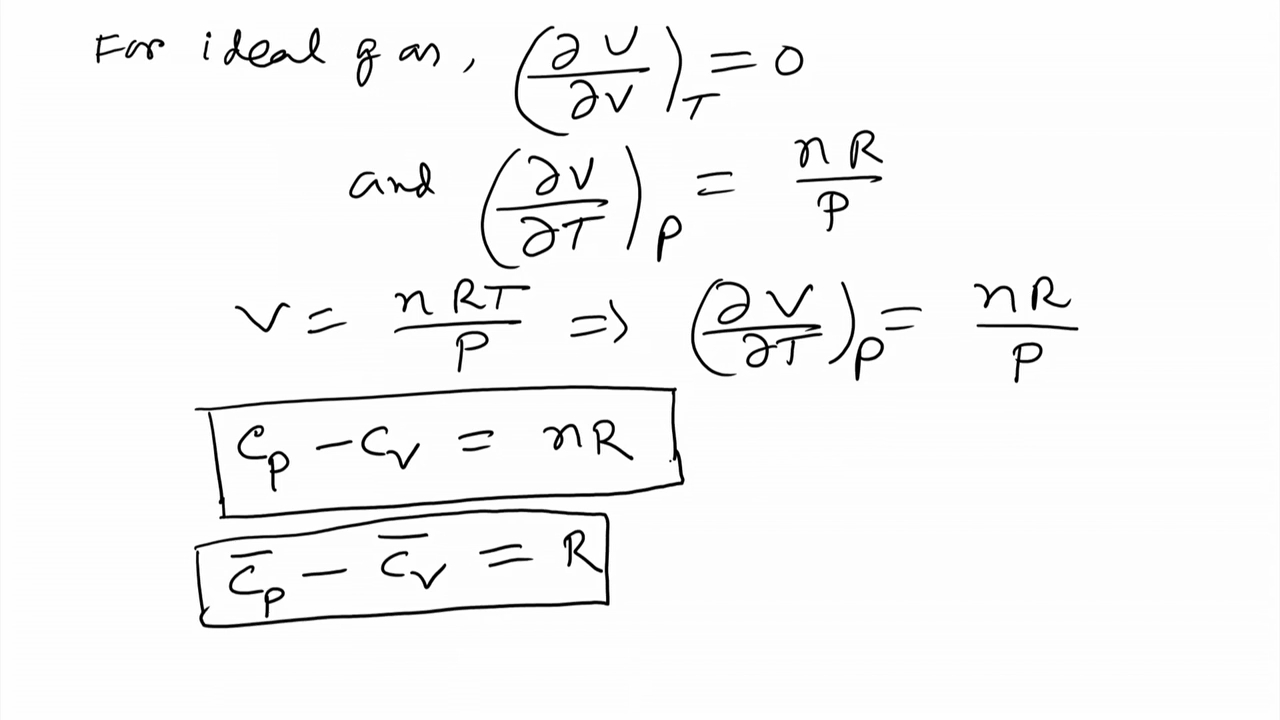 For ideal gas, (∂U/∂V)_T = 0
and (∂V/∂T)_P = nR/P
V = nRT/P ⇒ (∂V/∂T)_P = nR/P
C_P − C_V = nR
C̅_P − C̅_V = R